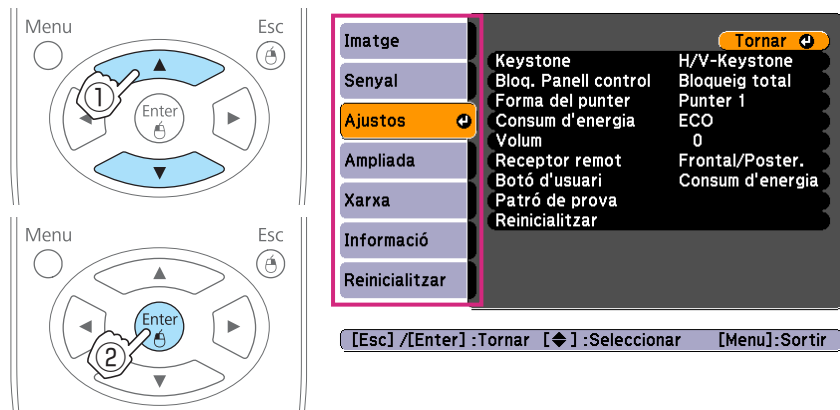 Menu
Esc
1
Enter
Menu
Esc
Enter
2
Imatge
Senyal
Ajustos
Ampliada
Xarxa
Informació
Reinicialitzar
Tornar
Keystone H/V-Keystone
Bloq. Panell control Bloqueig total
Forma del punter Punter 1
Consum d'energia ECO
Volum 0
Receptor remot Frontal/Poster.
Botó d'usuari Consum d'energia
Patró de prova
Reinicialitzar
[Esc] /[Enter] :Tornar [◆] :Seleccionar [Menu]:Sortir